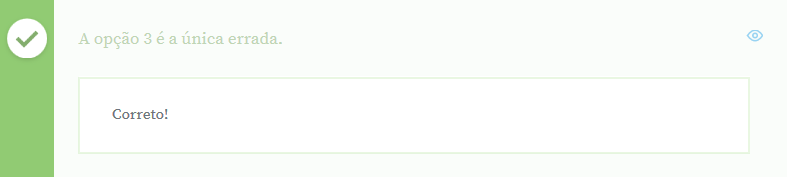 A opção 3 é a única errada.
Correto!